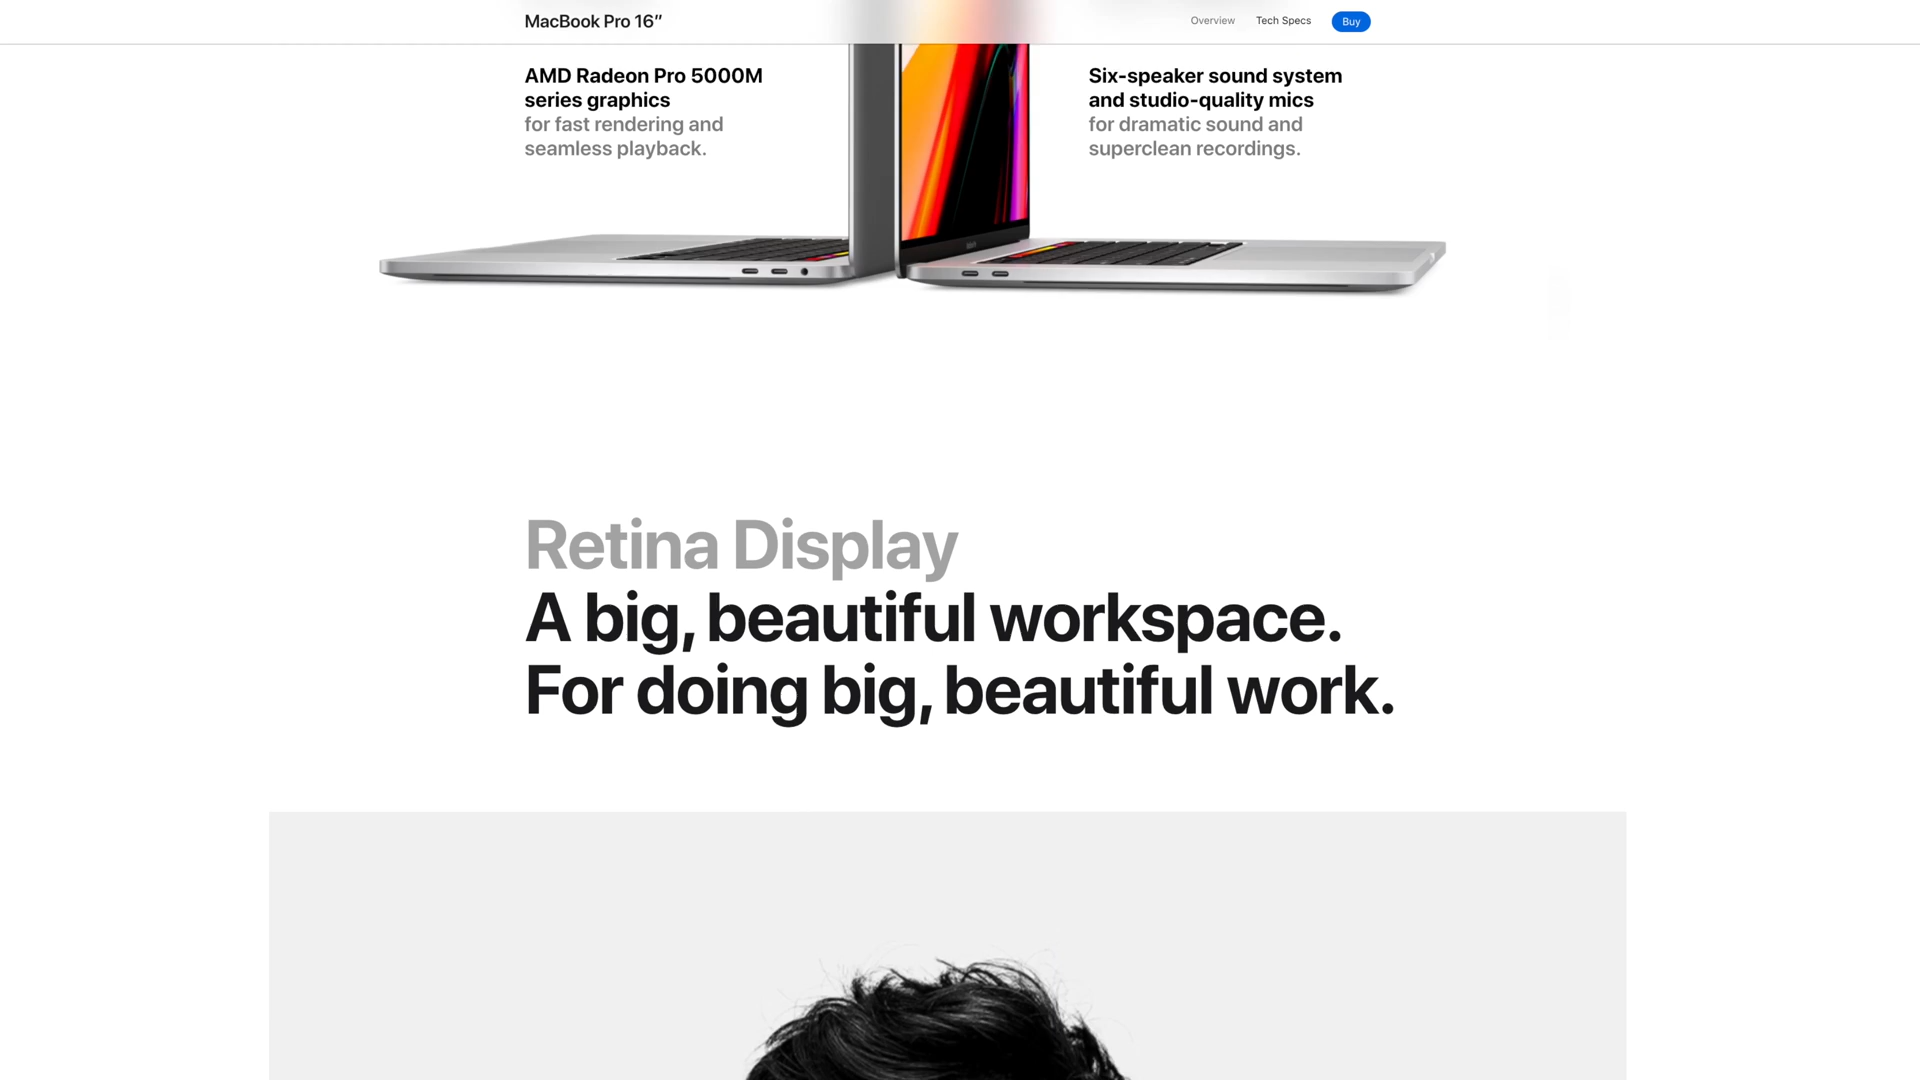 MacBook Pro 16″
Overview
Tech Specs
Buy
AMD Radeon Pro 5000M
series graphics
for fast rendering and
seamless playback.
Six-speaker sound system
and studio-quality mics
for dramatic sound and
superclean recordings.
Retina Display
A big, beautiful workspace.
For doing big, beautiful work.